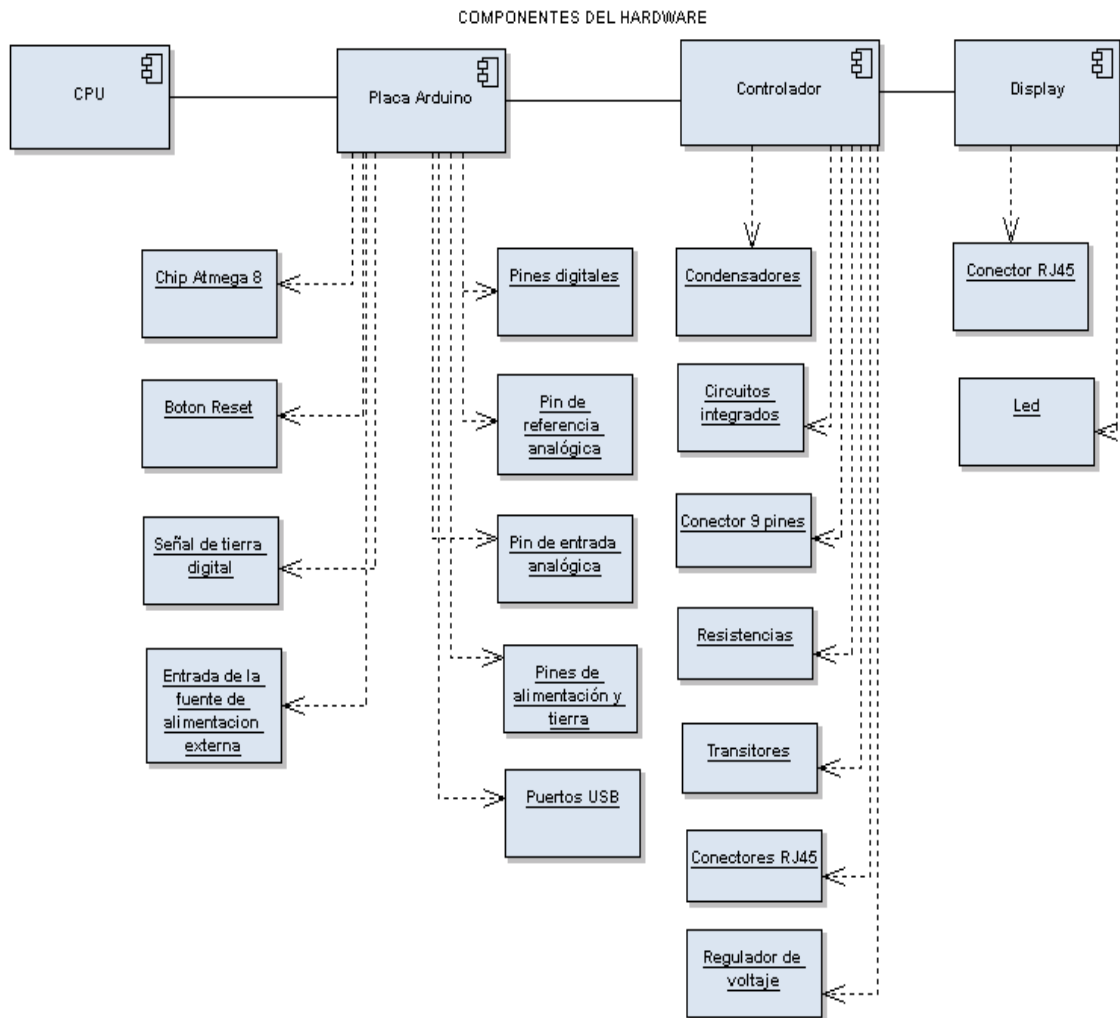 COMPONENTES DEL HARDWARE
CPU
Placa Arduino
Controlador
Display
Chip Atmega 8
Boton Reset
Señal de tierra
digital
Entrada de la
fuente de
alimentacion
externa
Pines digitales
Pin de
referencia
analógica
Pin de entrada
analógica
Pines de
alimentación y
tierra
Puertos USB
Condensadores
Circuitos
integrados
Conector 9 pines
Resistencias
Transitores
Conectores RJ45
Regulador de
voltaje
Conector RJ45
Led